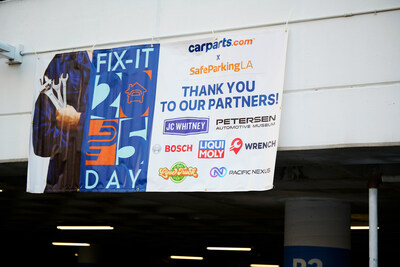 FIX-IT
2025
DAY
carparts.com
x
SafeParkingLA
THANK YOU
TO OUR PARTNERS!
JC WHITNEY
PETERSEN
AUTOMOTIVE MUSEUM
BOSCH
LIQUI MOLY
WRENCH
PACIFIC NEXUS